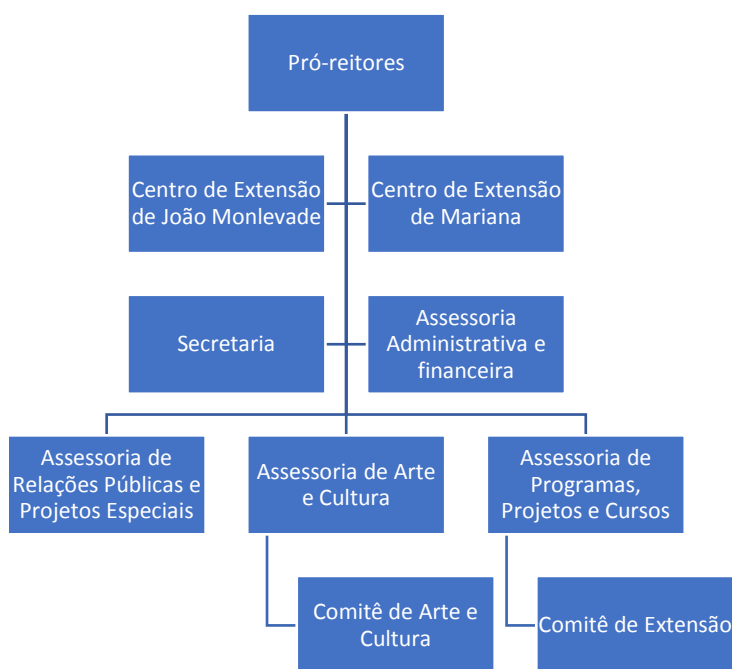 Pró-reitores
Centro de Extensão
de João Monlevade
Centro de Extensão
de Mariana
Secretaria
Assessoria
Administrativa e
financeira
Assessoria de
Relações Públicas e
Projetos Especiais
Assessoria de Arte
e Cultura
Assessoria de
Programas,
Projetos e Cursos
Comitê de Arte e
Cultura
Comitê de Extensão